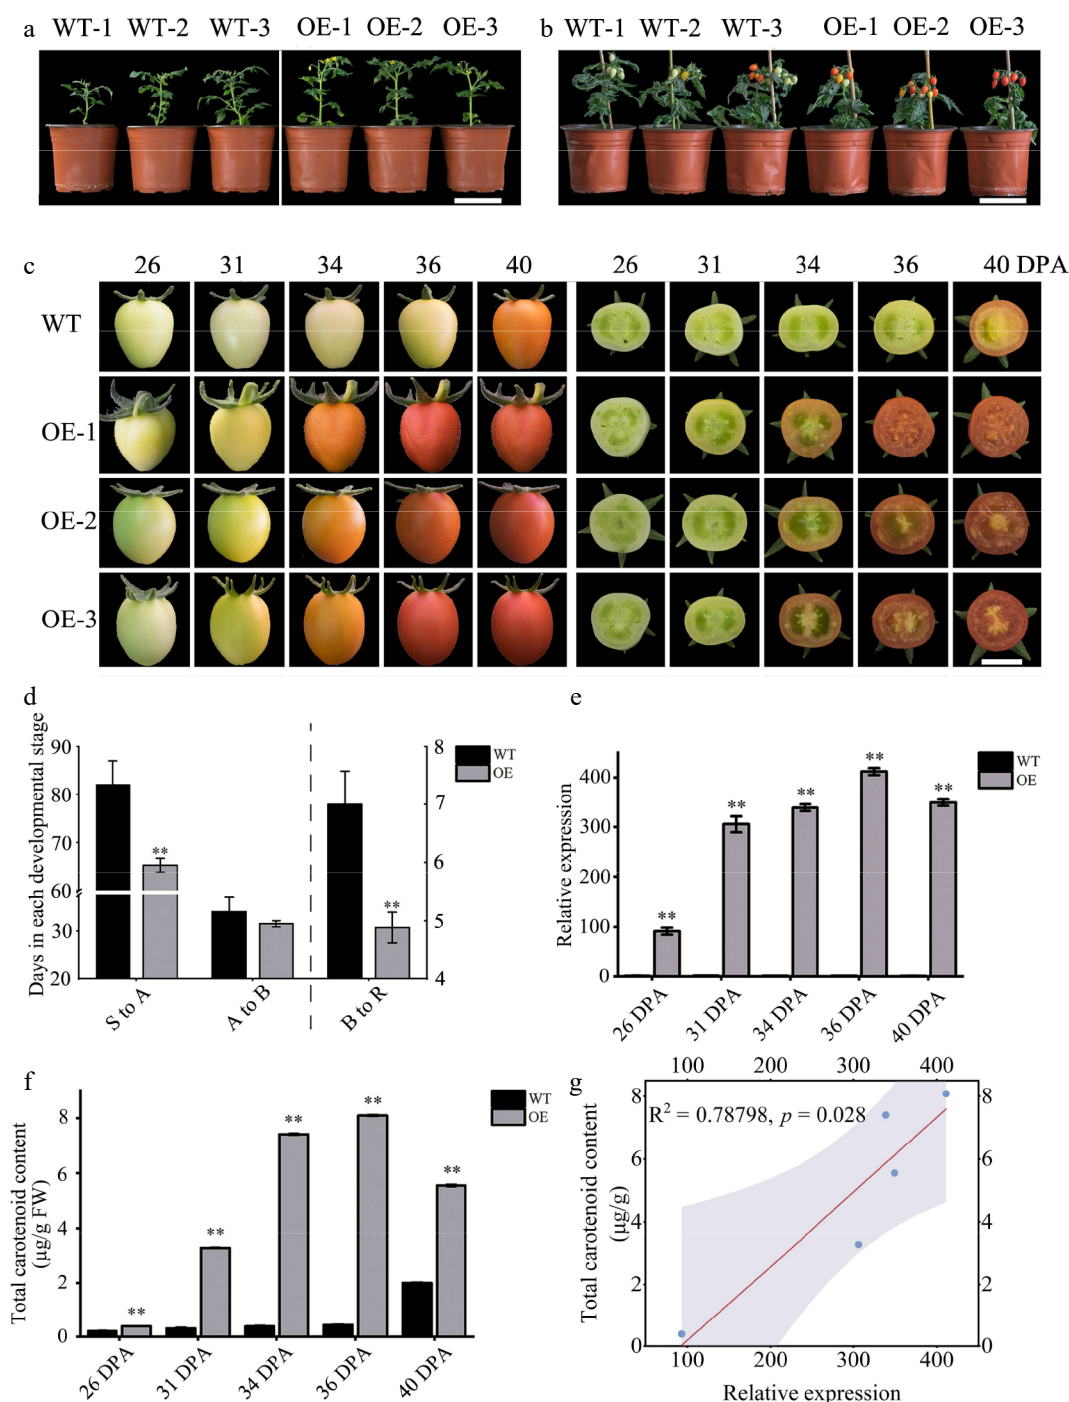 a WT-1 WT-2 WT-3 OE-1 OE-2 OE-3
b WT-1 WT-2 WT-3 OE-1 OE-2 OE-3
c 26 31 34 36 40 26 31 34 36 40 DPA
WT
OE-1
OE-2
OE-3
d
Days in each developmental stage
90
80
70
60
30
20
8
7
6
5
4
WT
OE
**
**
S to A
A to B
B to R
e
Relative expression
400
300
200
100
0
WT
OE
**
**
**
**
**
26 DPA
31 DPA
34 DPA
36 DPA
40 DPA
f
Total carotenoid content
(μg/g FW)
8
6
4
2
0
WT
OE
**
**
**
**
**
26 DPA
31 DPA
34 DPA
36 DPA
40 DPA
g
100 200 300 400
R² = 0.78798, p = 0.028
Total carotenoid content
(μg/g)
8
6
4
2
0
8
6
4
2
0
100 200 300 400
Relative expression